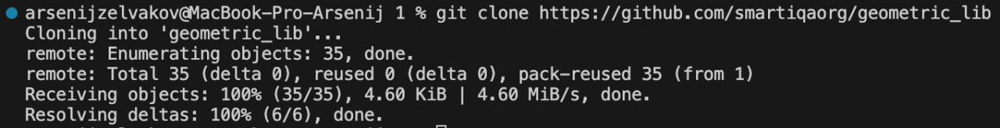 arsenijzelvakov@MacBook-Pro-Arsenij 1 % git clone https://github.com/smartiqaorg/geometric_lib
Cloning into 'geometric_lib'...
remote: Enumerating objects: 35, done.
remote: Total 35 (delta 0), reused 0 (delta 0), pack-reused 35 (from 1)
Receiving objects: 100% (35/35), 4.60 KiB | 4.60 MiB/s, done.
Resolving deltas: 100% (6/6), done.